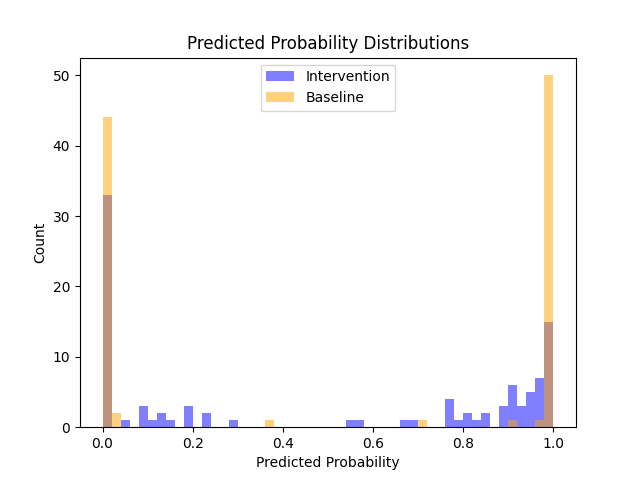 Predicted Probability Distributions
Intervention
Baseline
50
40
30
20
10
0
Count
0.0 0.2 0.4 0.6 0.8 1.0
Predicted Probability